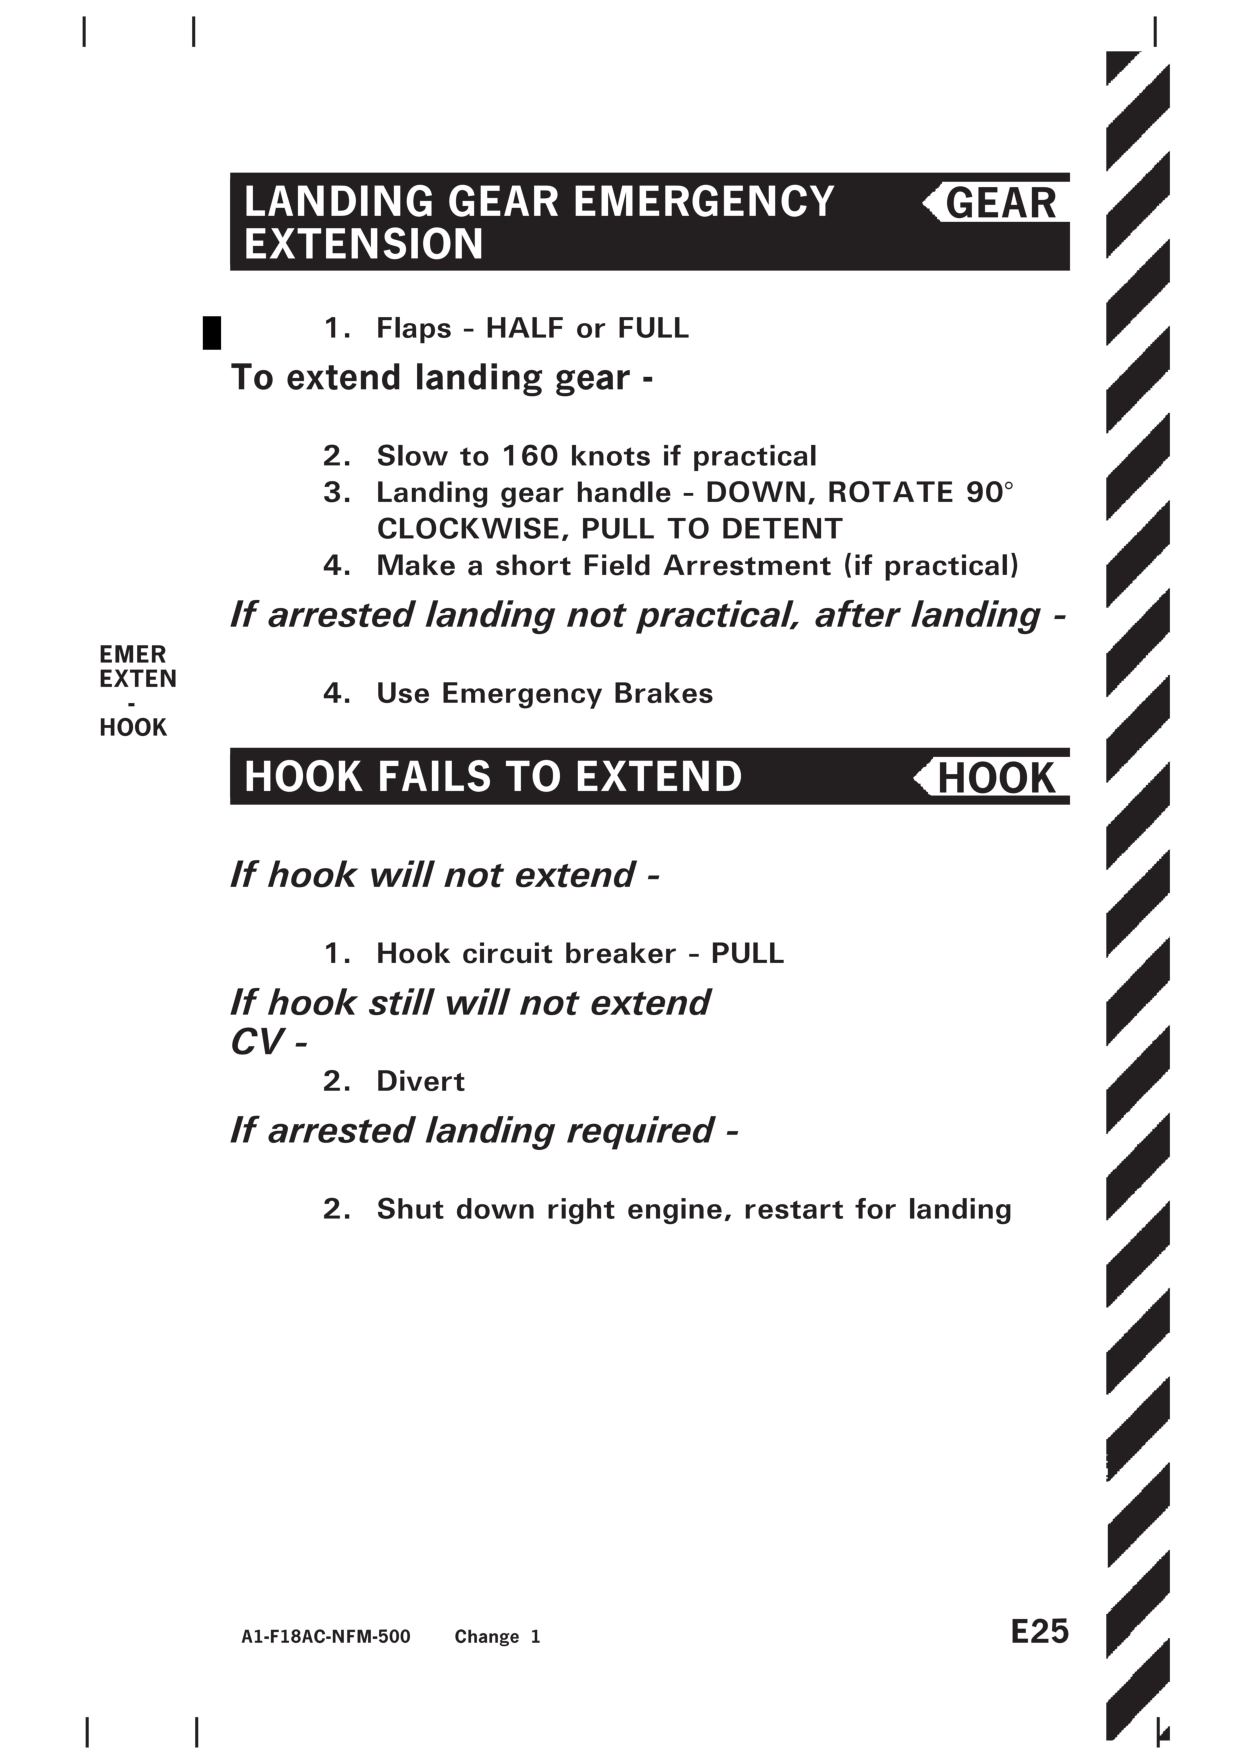 LANDING GEAR EMERGENCY
EXTENSION
GEAR
1. Flaps - HALF or FULL
To extend landing gear -
2. Slow to 160 knots if practical
3. Landing gear handle - DOWN, ROTATE 90°
CLOCKWISE, PULL TO DETENT
4. Make a short Field Arrestment (if practical)
If arrested landing not practical, after landing -
EMER
EXTEN
-
HOOK
4. Use Emergency Brakes
HOOK FAILS TO EXTEND
HOOK
If hook will not extend -
1. Hook circuit breaker - PULL
If hook still will not extend
CV -
2. Divert
If arrested landing required -
2. Shut down right engine, restart for landing
A1-F18AC-NFM-500 Change 1
E25